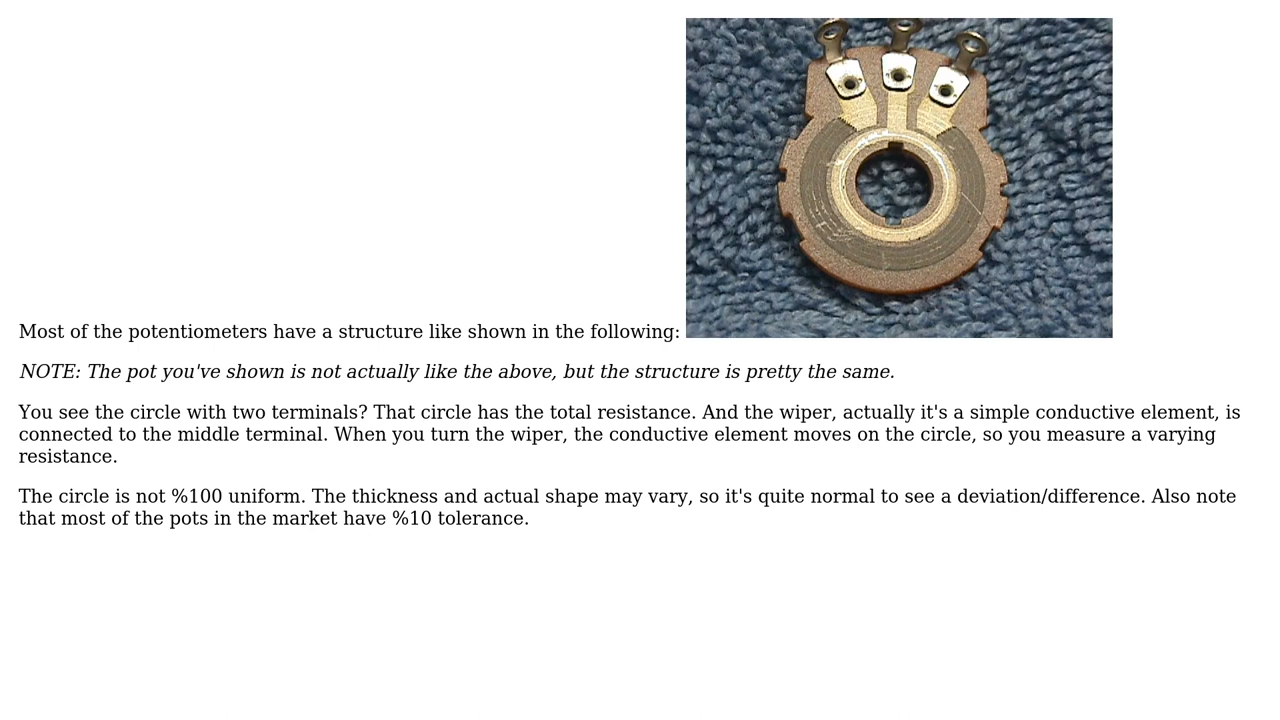 Most of the potentiometers have a structure like shown in the following:
NOTE: The pot you've shown is not actually like the above, but the structure is pretty the same.
You see the circle with two terminals? That circle has the total resistance. And the wiper, actually it's a simple conductive element, is
connected to the middle terminal. When you turn the wiper, the conductive element moves on the circle, so you measure a varying
resistance.
The circle is not %100 uniform. The thickness and actual shape may vary, so it's quite normal to see a deviation/difference. Also note
that most of the pots in the market have %10 tolerance.